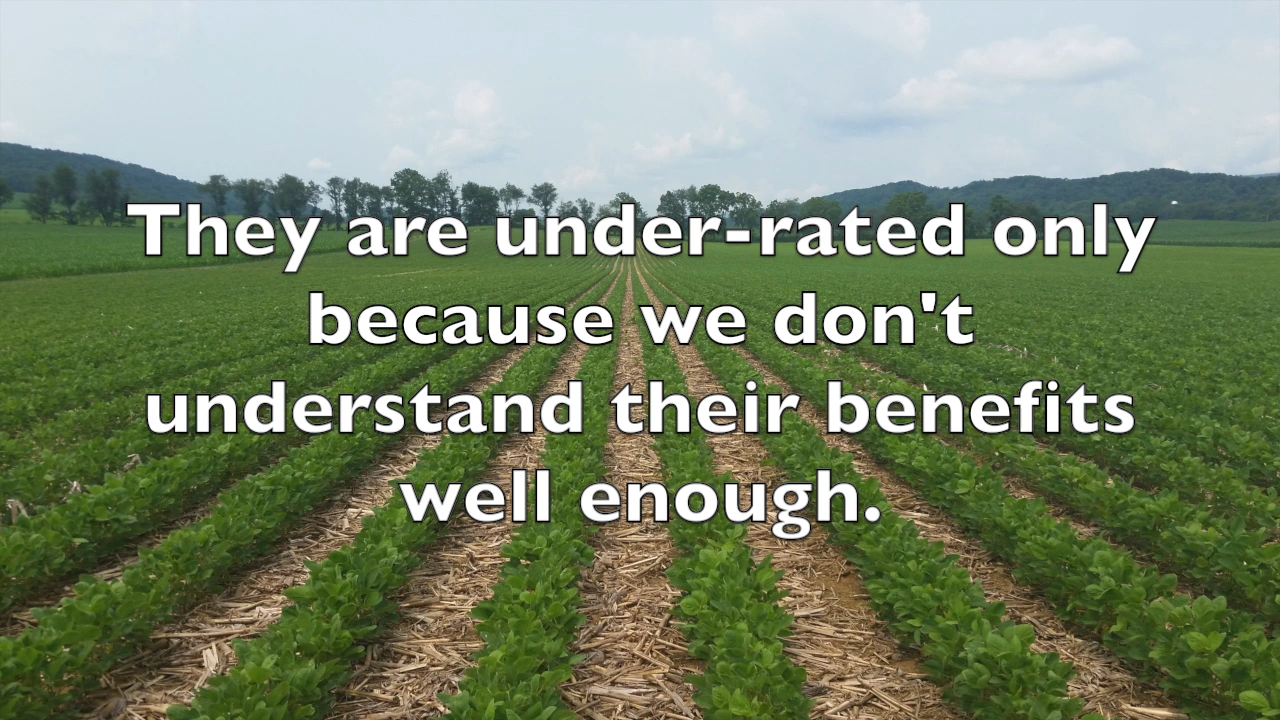 They are under-rated only
because we don't
understand their benefits
well enough.